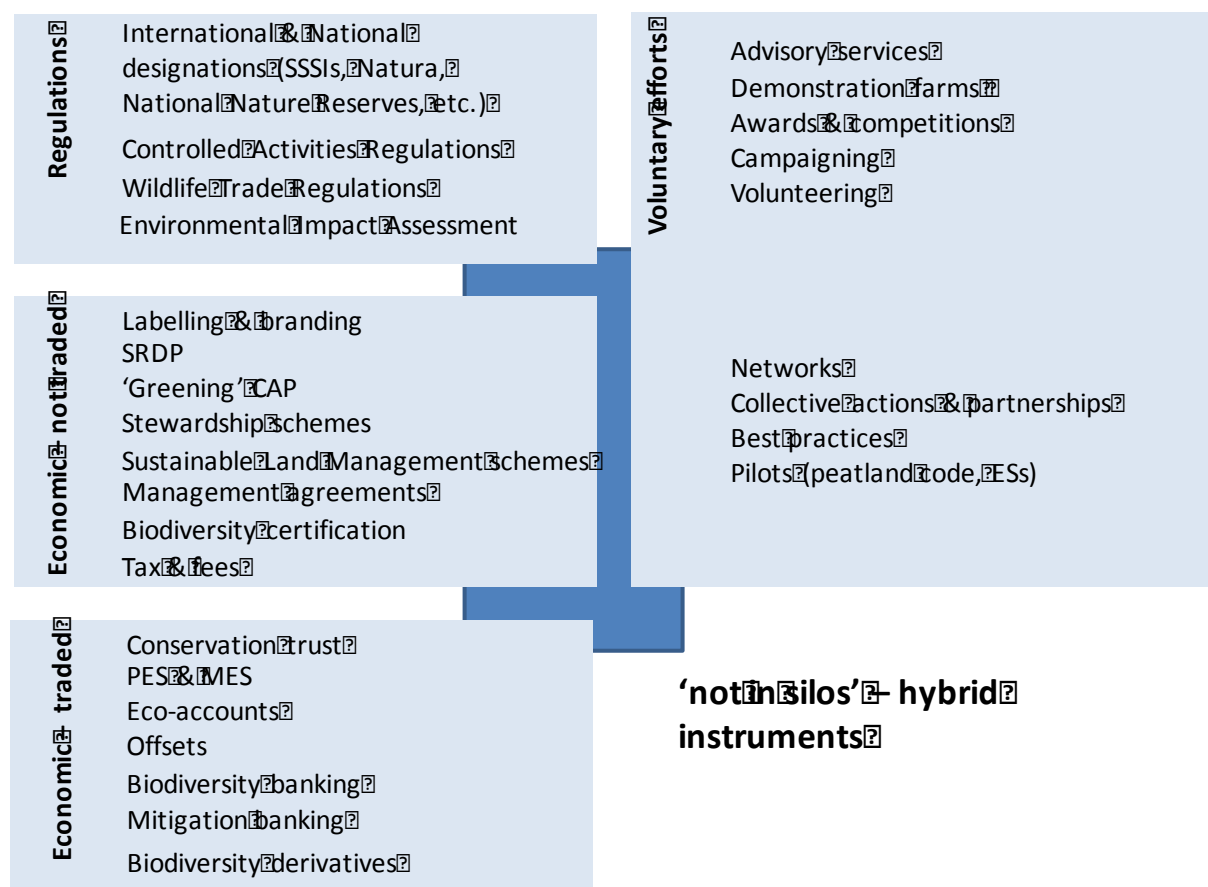 Regulations
International & National
designations (SSSIs, Natura,
National Nature Reserves, etc.)
Controlled Activities Regulations
Wildlife Trade Regulations
Environmental Impact Assessment
Economic – not traded
Labelling & branding
SRDP
‘Greening’ CAP
Stewardship schemes
Sustainable Land Management schemes
Management agreements
Biodiversity certification
Tax & fees
Economic – traded
Conservation trust
PES & MES
Eco-accounts
Offsets
Biodiversity banking
Mitigation banking
Biodiversity derivatives
Voluntary efforts
Advisory services
Demonstration farms
Awards & competitions
Campaigning
Volunteering
Networks
Collective actions & partnerships
Best practices
Pilots (peatland code, ESs)
‘not in silos’ – hybrid
instruments